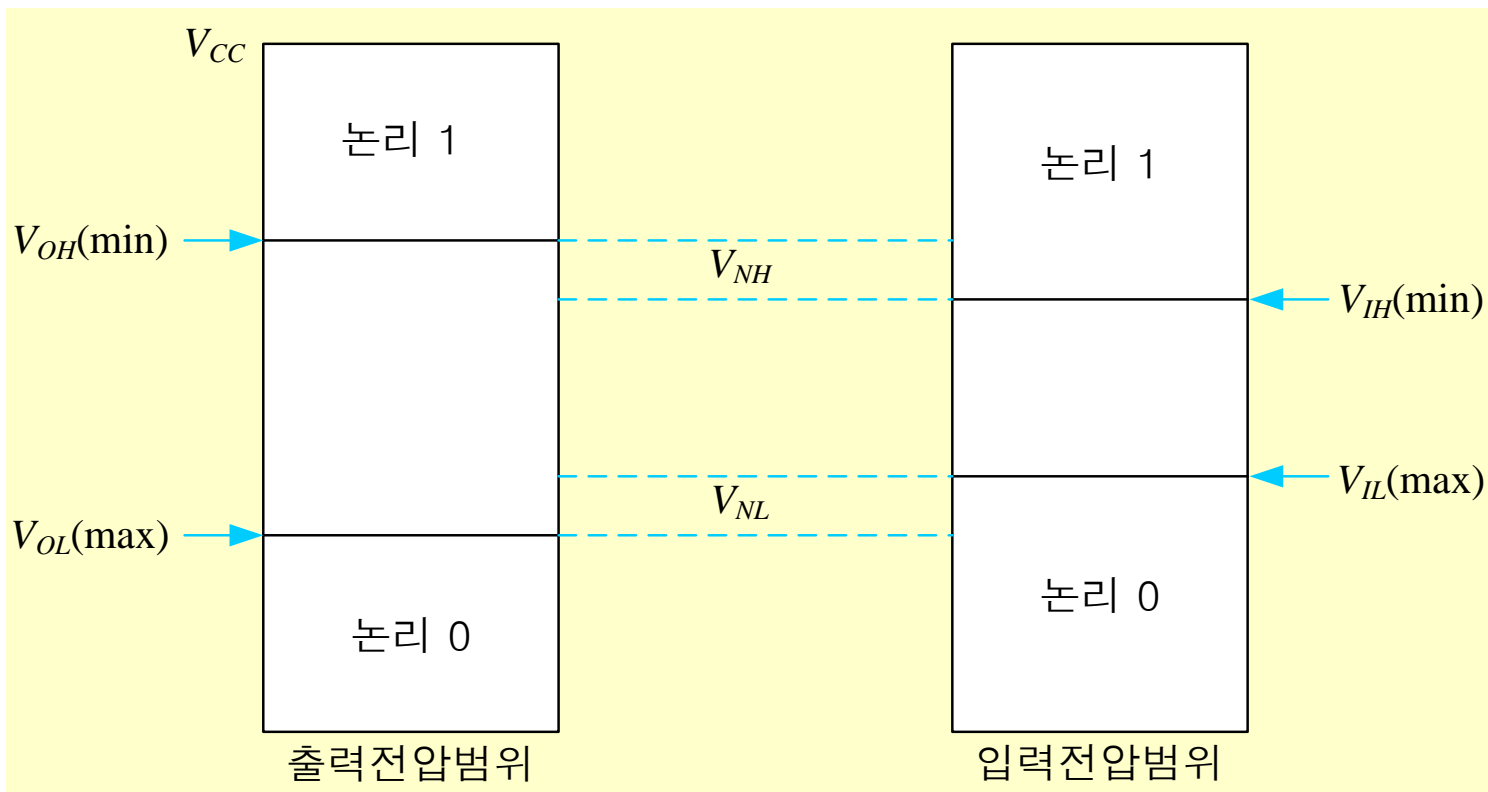 V_CC
논리 1
논리 1
V_OH(min)
V_NH
V_IH(min)
V_IL(max)
V_NL
V_OL(max)
논리 0
논리 0
출력전압범위
입력전압범위